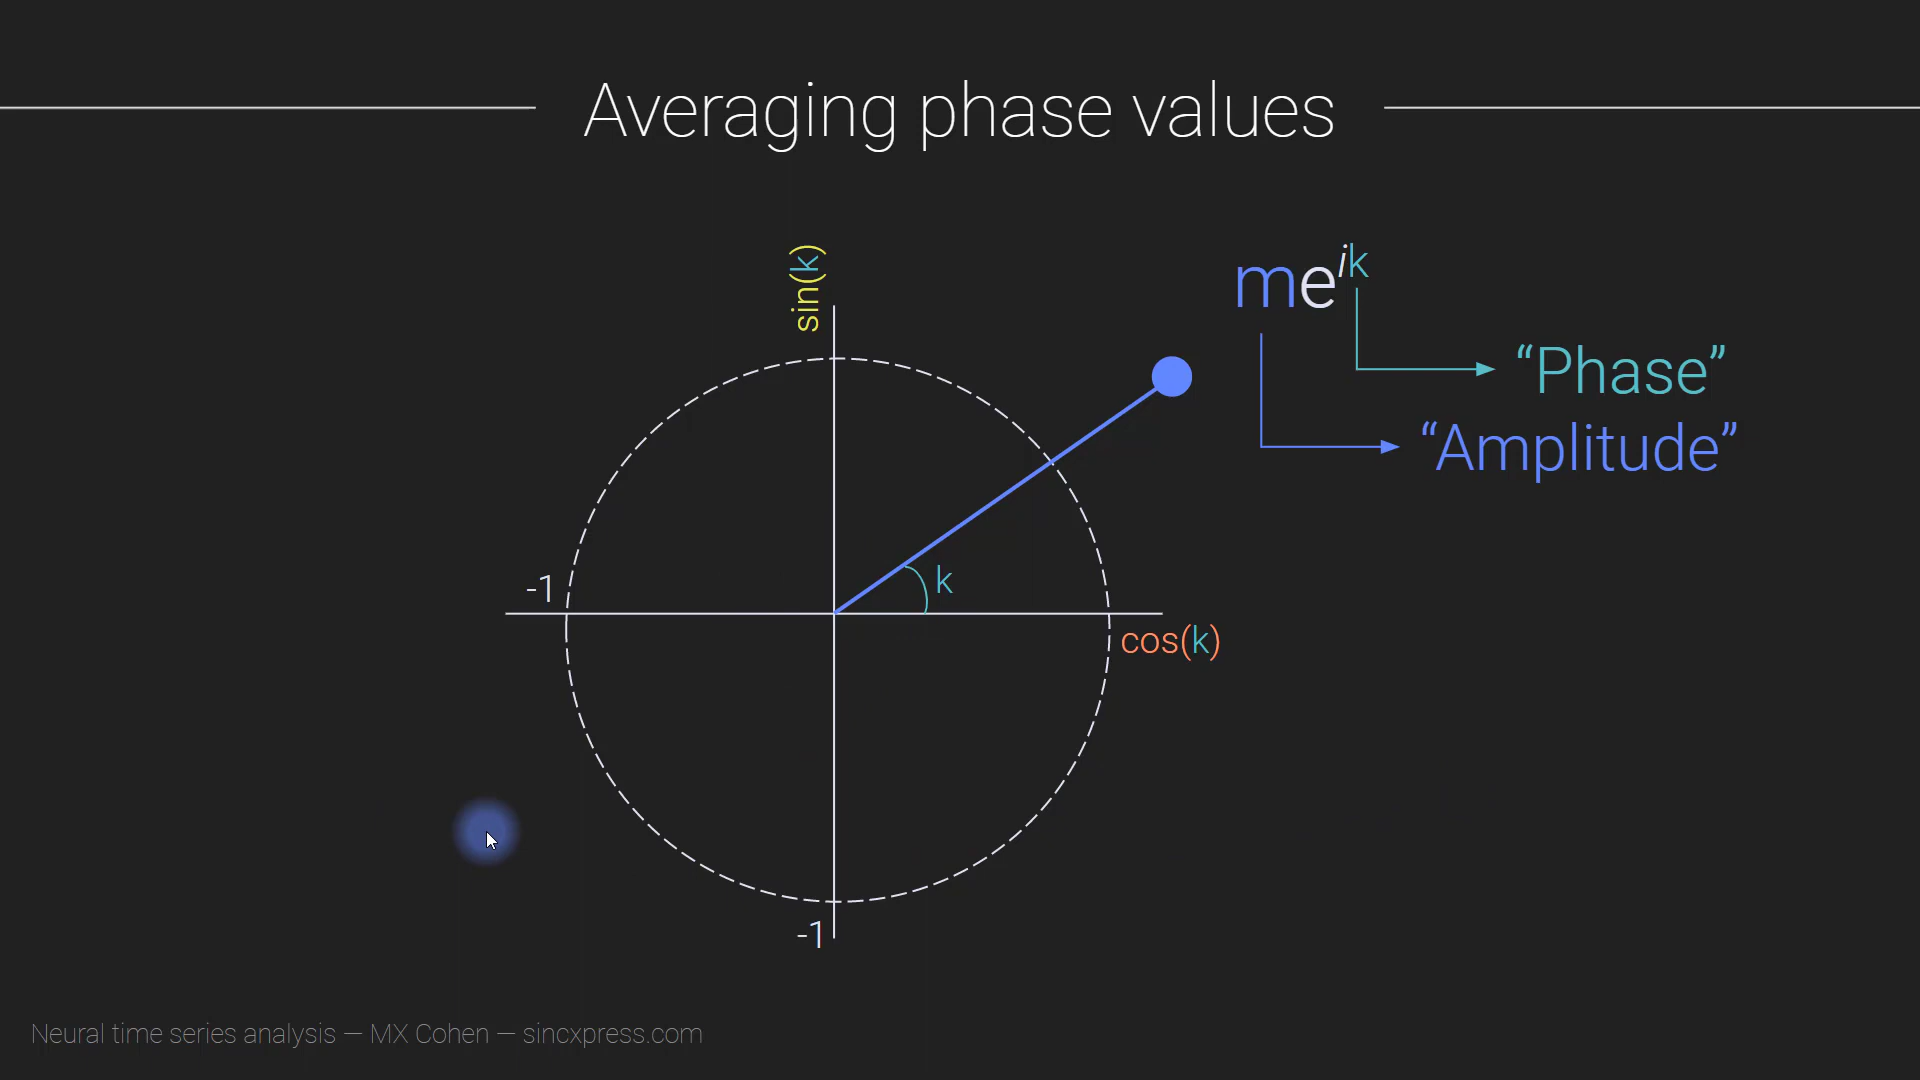 Averaging phase values
sin(k)
me^ik
“Phase”
“Amplitude”
k
-1
cos(k)
-1
Neural time series analysis — MX Cohen — sincxpress.com